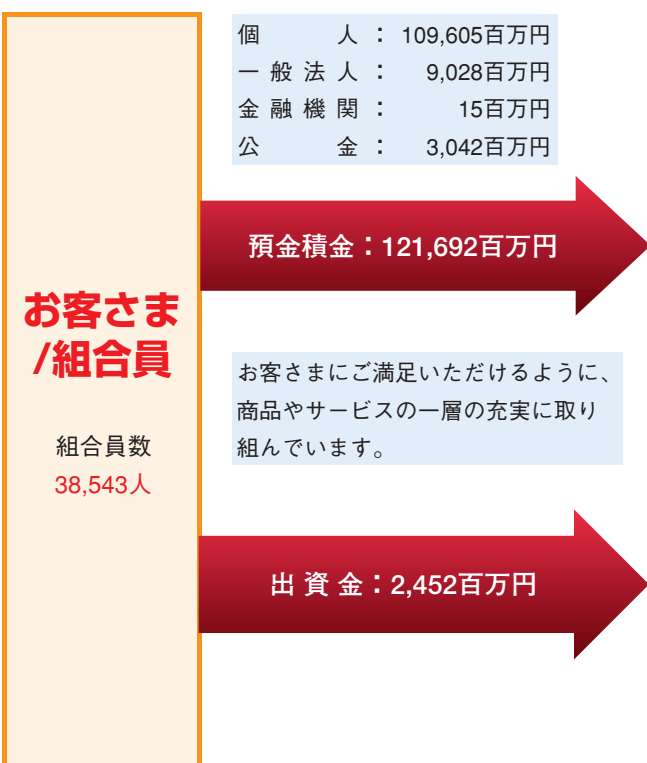 個人：109,605百万円
一般法人：9,028百万円
金融機関：15百万円
公金：3,042百万円
預金積金：121,692百万円
お客さま
/組合員
組合員数
38,543人
お客さまにご満足いただけるように、
商品やサービスの一層の充実に取り
組んでいます。
出資金：2,452百万円